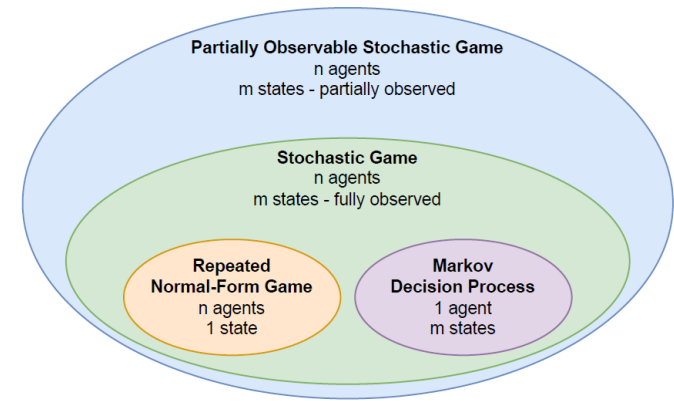 Partially Observable Stochastic Game
n agents
m states - partially observed
Stochastic Game
n agents
m states - fully observed
Repeated
Normal-Form Game
n agents
1 state
Markov
Decision Process
1 agent
m states